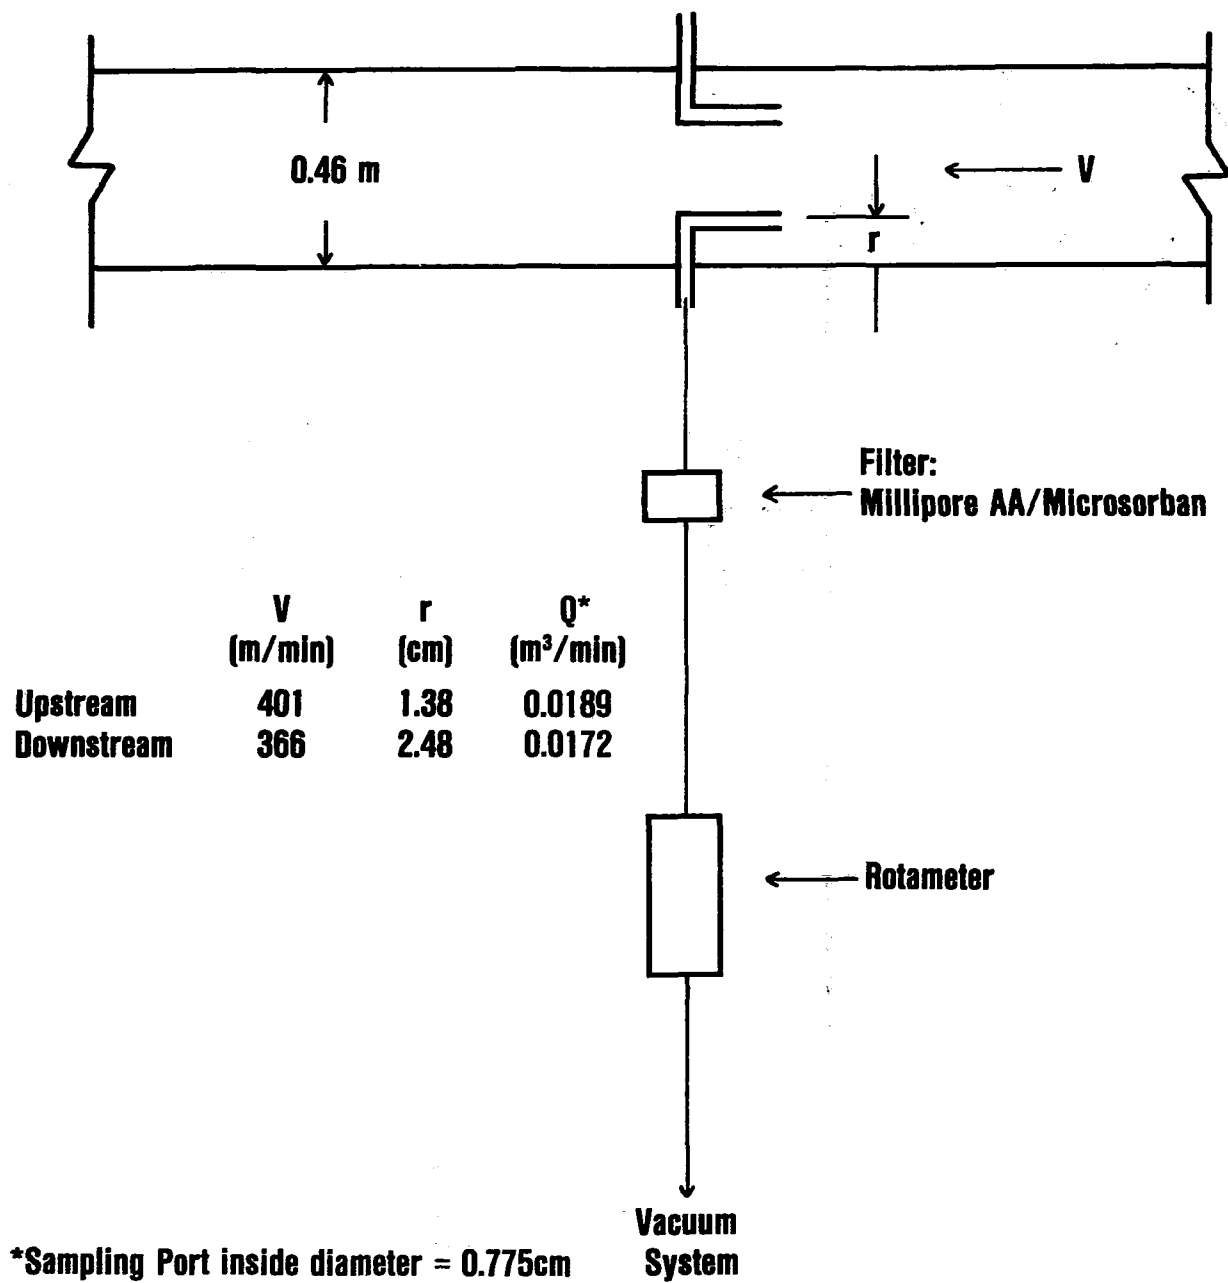 0.46 m
V
r
Filter:
Millipore AA/Microsorban
V r Q*
(m/min) (cm) (m³/min)
Upstream 401 1.38 0.0189
Downstream 366 2.48 0.0172
Rotameter
Vacuum
System
*Sampling Port inside diameter = 0.775cm